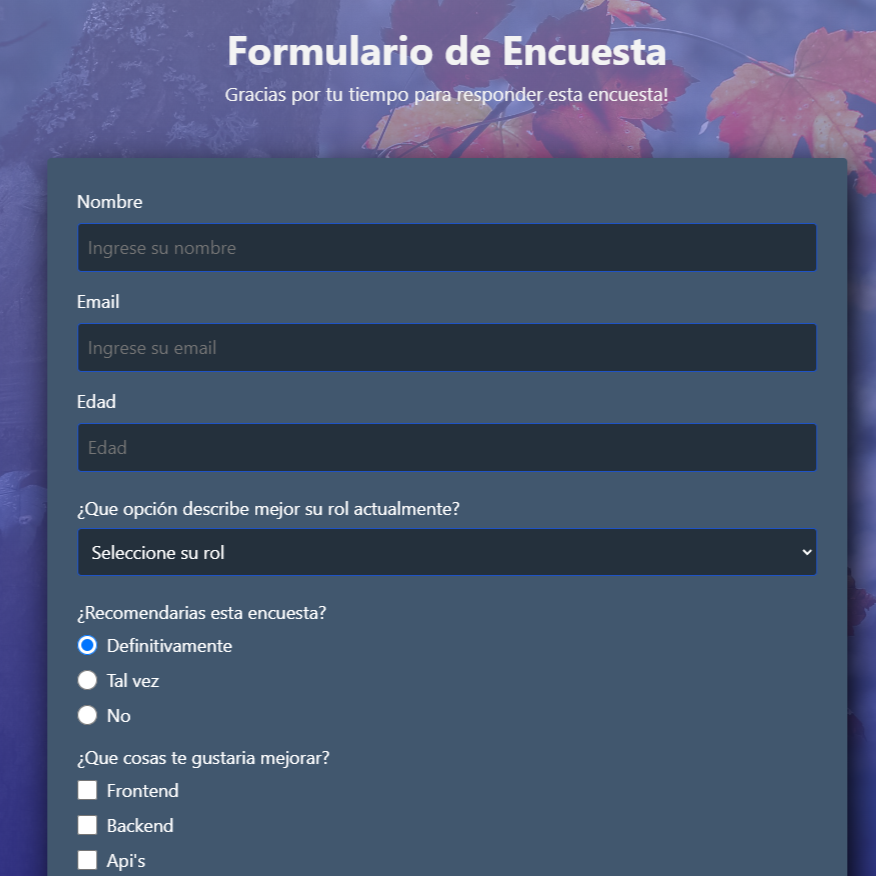 Formulario de Encuesta
Gracias por tu tiempo para responder esta encuesta!
Nombre
Ingrese su nombre
Email
Ingrese su email
Edad
Edad
¿Que opción describe mejor su rol actualmente?
Seleccione su rol
¿Recomendarias esta encuesta?
Definitivamente
Tal vez
No
¿Que cosas te gustaria mejorar?
Frontend
Backend
Api's